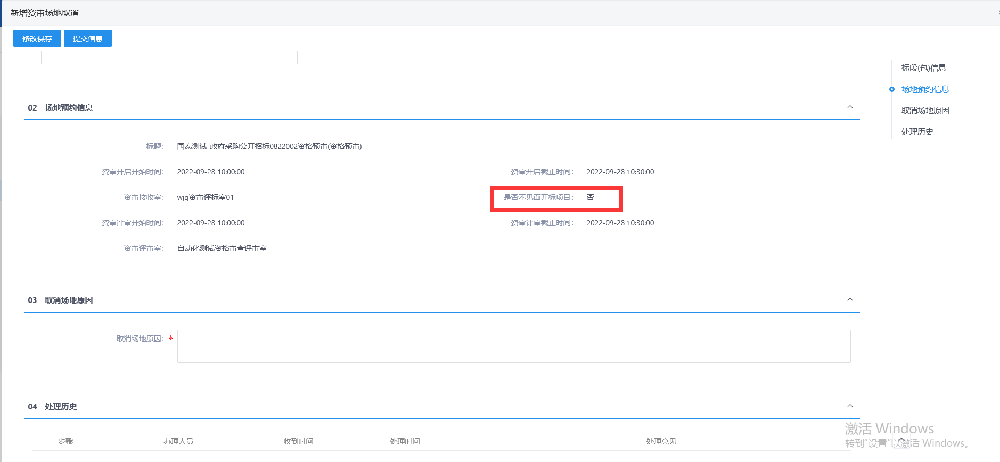 新增资审场地取消
修改保存 提交信息
标段(包)信息
场地预约信息
取消场地原因
处理历史
02 场地预约信息
标题： 国泰测试-政府采购公开招标0822002资格预审(资格预审)
资审开启开始时间： 2022-09-28 10:00:00 资审开启截止时间： 2022-09-28 10:30:00
资审接收室： wjq资审评标室01 是否不见面开标项目： 否
资审评审开始时间： 2022-09-28 10:00:00 资审评审截止时间： 2022-09-28 10:30:00
资审评审室： 自动化测试资格审查评审室
03 取消场地原因
取消场地原因： *
04 处理历史
步骤 办理人员 收到时间 处理时间 处理意见
激活 Windows
转到“设置”以激活 Windows。